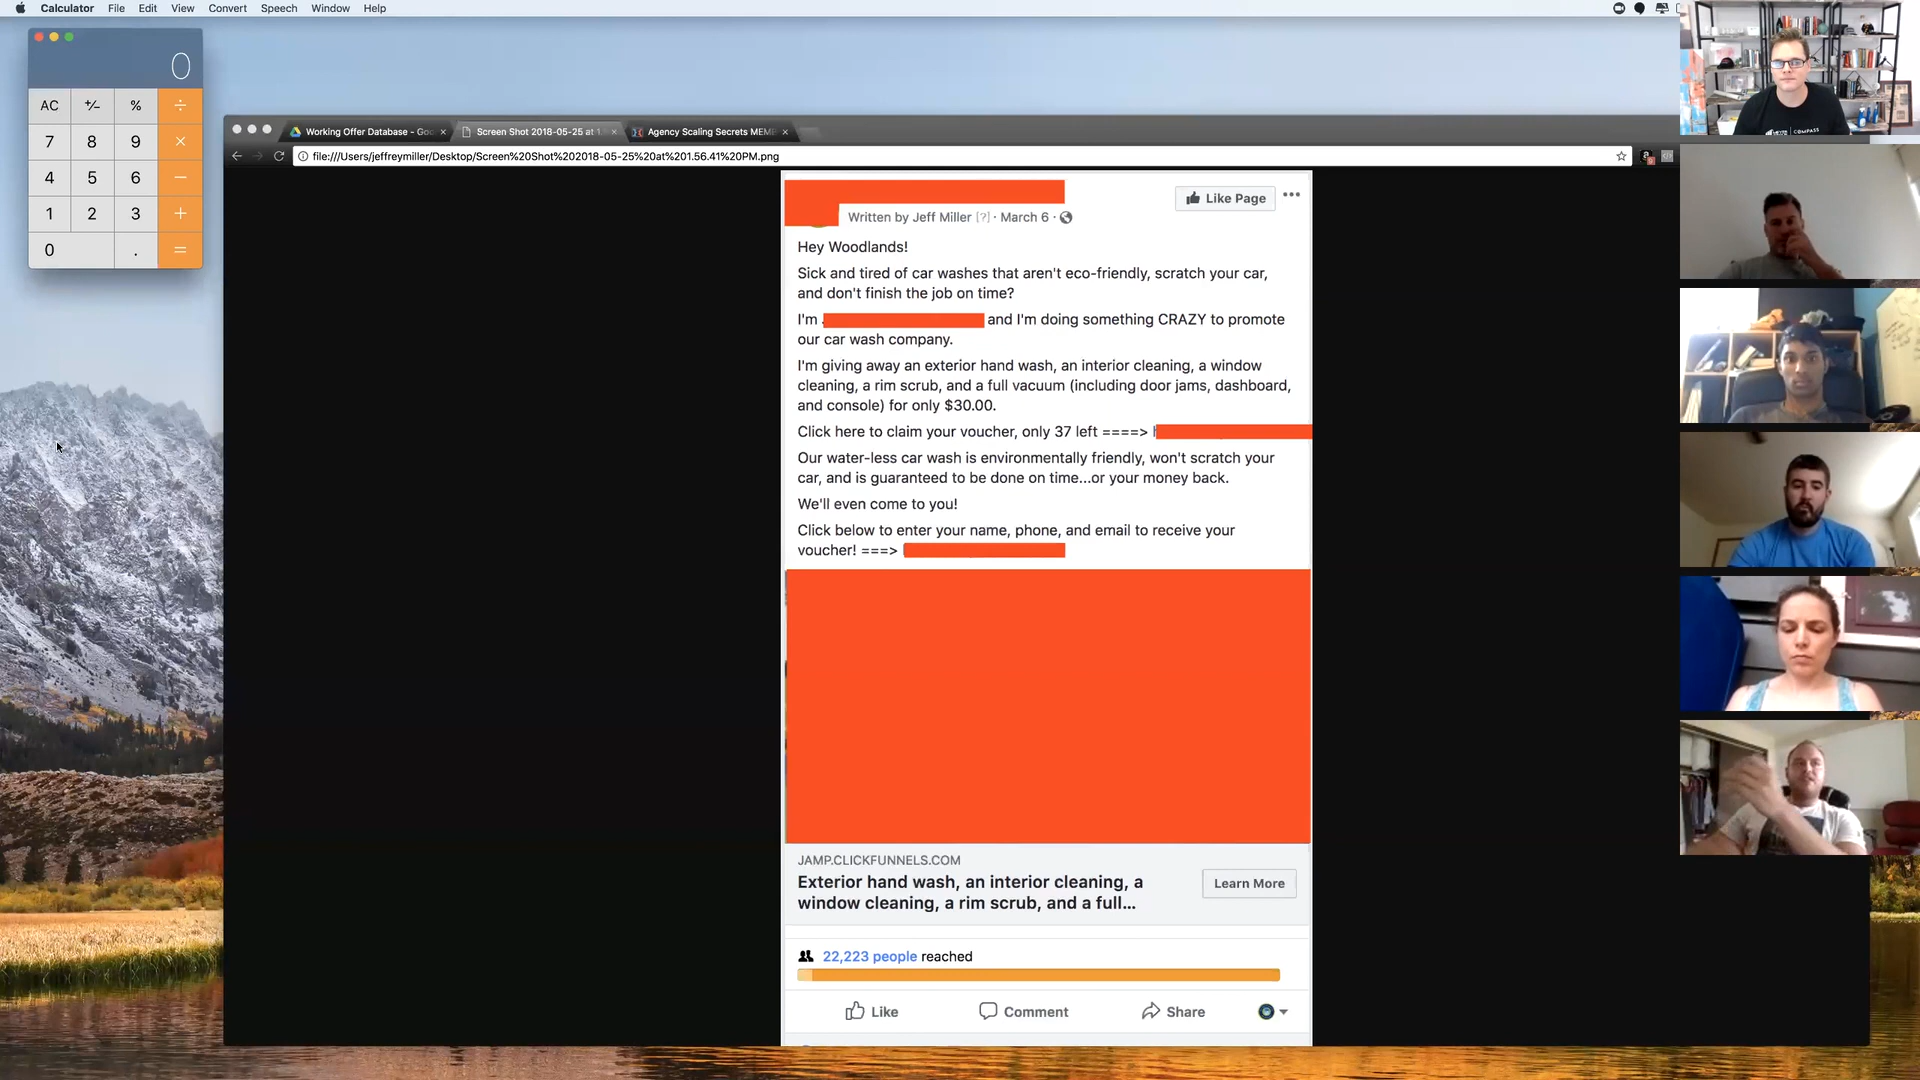 Calculator File Edit View Convert Speech Window Help
0
AC +/- % ÷
7 8 9 ×
4 5 6 −
1 2 3 +
0 . =
Working Offer Database - Goo
Screen Shot 2018-05-25 at 1
Agency Scaling Secrets MEM
file:///Users/jeffreymiller/Desktop/Screen%20Shot%202018-05-25%20at%201.56.41%20PM.png
Like Page
Written by Jeff Miller [?] · March 6 ·
Hey Woodlands!
Sick and tired of car washes that aren't eco-friendly, scratch your car,
and don't finish the job on time?
I'm and I'm doing something CRAZY to promote
our car wash company.
I'm giving away an exterior hand wash, an interior cleaning, a window
cleaning, a rim scrub, and a full vacuum (including door jams, dashboard,
and console) for only $30.00.
Click here to claim your voucher, only 37 left ====>
Our water-less car wash is environmentally friendly, won't scratch your
car, and is guaranteed to be done on time...or your money back.
We'll even come to you!
Click below to enter your name, phone, and email to receive your
voucher! ===>
JAMP.CLICKFUNNELS.COM
Exterior hand wash, an interior cleaning, a
window cleaning, a rim scrub, and a full...
Learn More
22,223 people reached
Like Comment Share
COMPASS